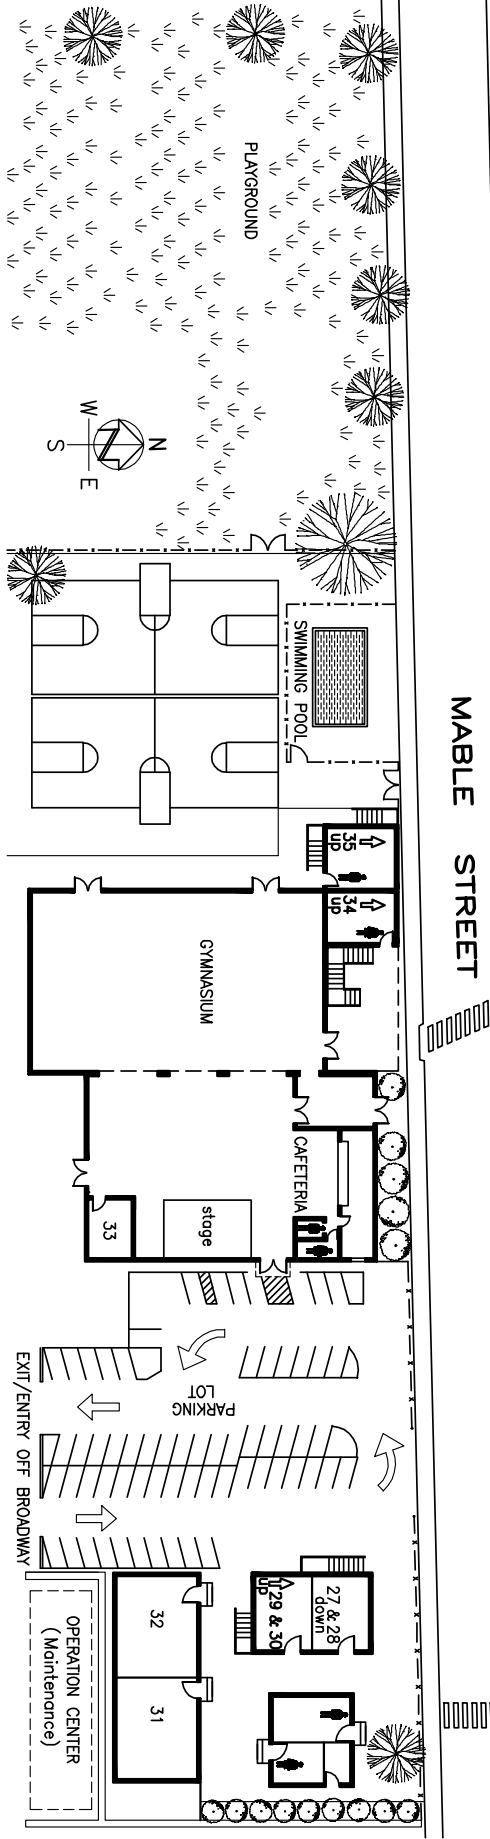 PLAYGROUND
N
W
E
S
SWIMMING POOL
MABLE STREET
35
up
34
up
GYMNASIUM
CAFETERIA
stage
33
PARKING
LOT
EXIT/ENTRY OFF BROADWAY
27 & 28
down
29 & 30
up
32
31
OPERATION CENTER
(Maintenance)